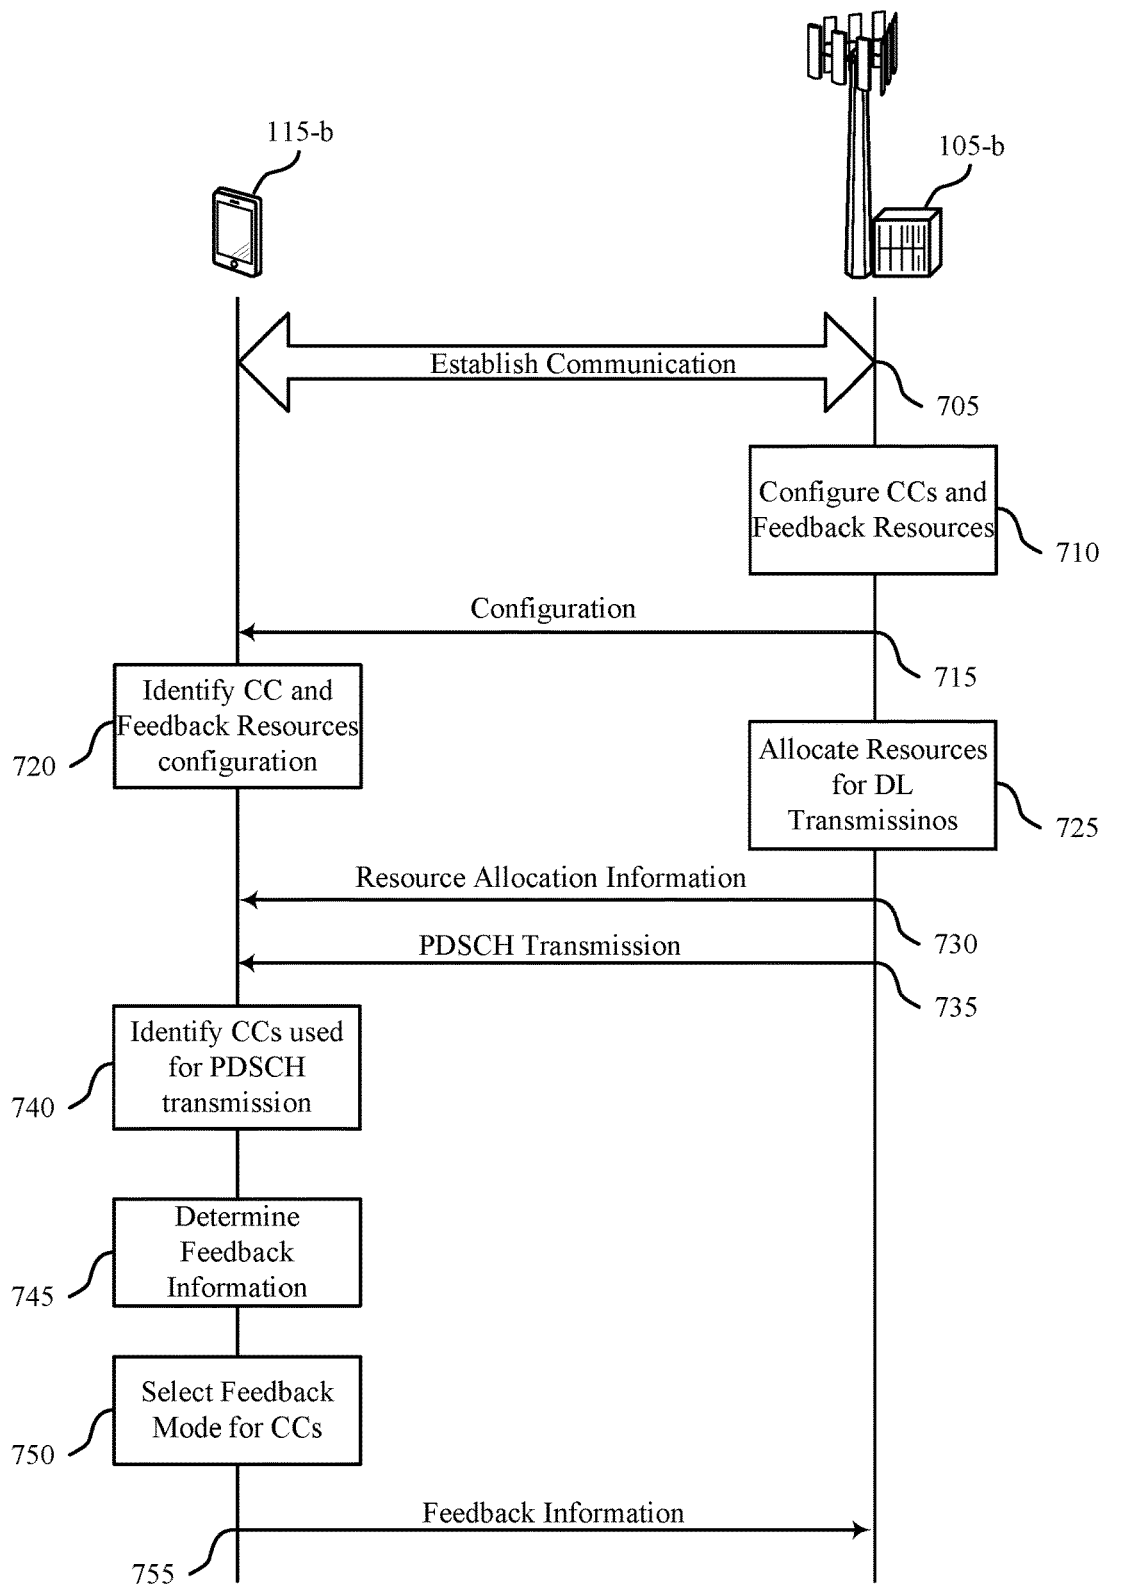 115-b
105-b
Establish Communication
705
Configure CCs and
Feedback Resources
710
Configuration
715
Identify CC and
Feedback Resources
configuration
720
Allocate Resources
for DL
Transmissinos
725
Resource Allocation Information
730
PDSCH Transmission
735
Identify CCs used
for PDSCH
transmission
740
Determine
Feedback
Information
745
Select Feedback
Mode for CCs
750
Feedback Information
755